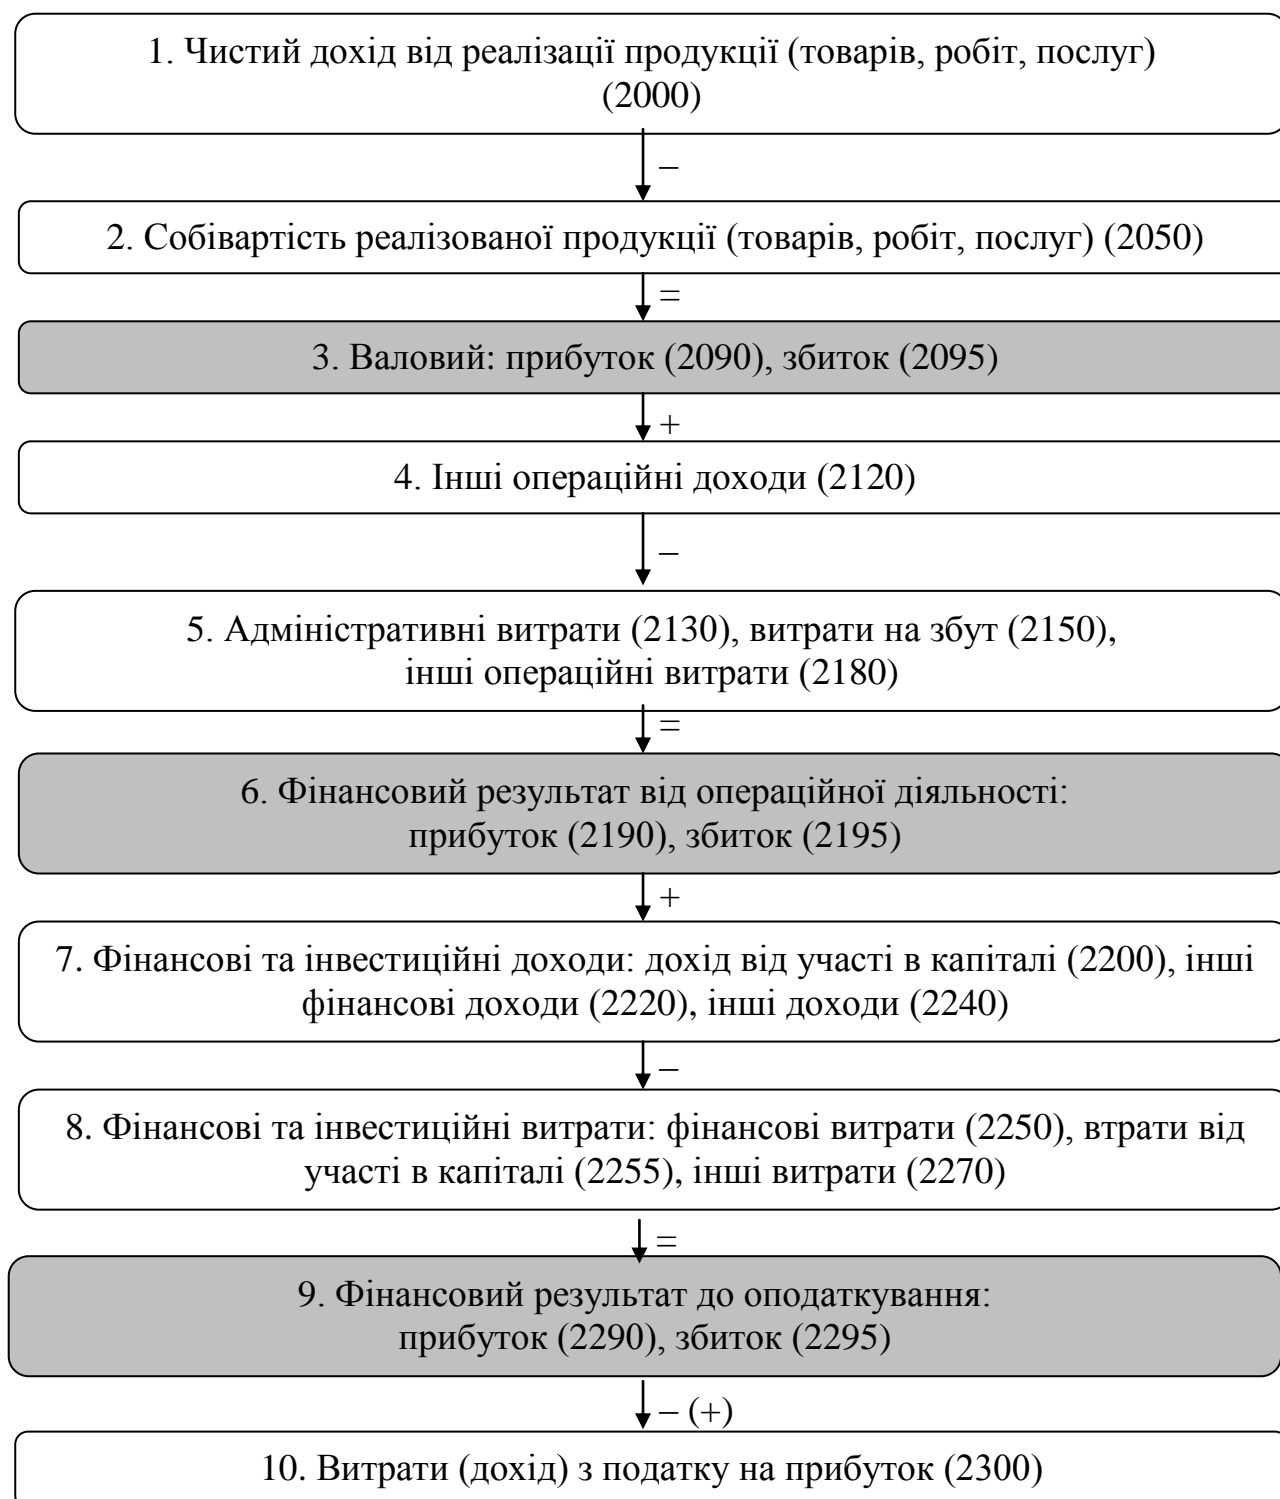 1. Чистий дохід від реалізації продукції (товарів, робіт, послуг)
(2000)
–
2. Собівартість реалізованої продукції (товарів, робіт, послуг) (2050)
=
3. Валовий: прибуток (2090), збиток (2095)
+
4. Інші операційні доходи (2120)
–
5. Адміністративні витрати (2130), витрати на збут (2150),
інші операційні витрати (2180)
=
6. Фінансовий результат від операційної діяльності:
прибуток (2190), збиток (2195)
+
7. Фінансові та інвестиційні доходи: дохід від участі в капіталі (2200), інші
фінансові доходи (2220), інші доходи (2240)
–
8. Фінансові та інвестиційні витрати: фінансові витрати (2250), втрати від
участі в капіталі (2255), інші витрати (2270)
=
9. Фінансовий результат до оподаткування:
прибуток (2290), збиток (2295)
– (+)
10. Витрати (дохід) з податку на прибуток (2300)